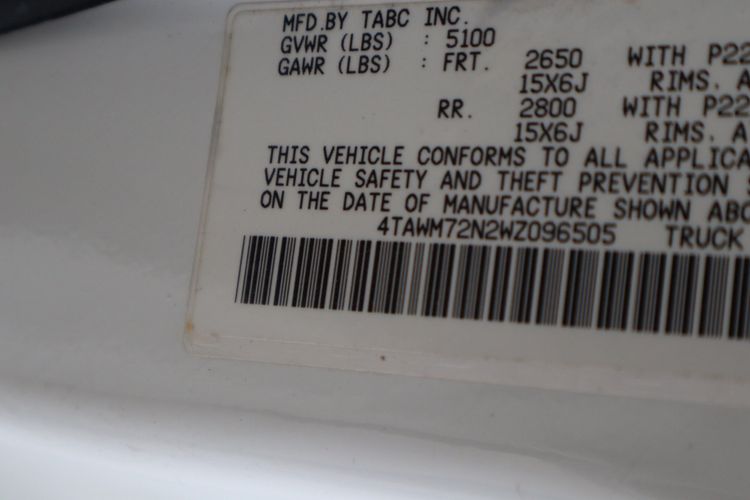 MFD.BY TABC INC.
GVWR (LBS) : 5100
GAWR (LBS) : FRT. 2650 WITH P22
15X6J RIMS. A
RR. 2800 WITH P22
15X6J RIMS. A
THIS VEHICLE CONFORMS TO ALL APPLICA
VEHICLE SAFETY AND THEFT PREVENTION
ON THE DATE OF MANUFACTURE SHOWN ABO
4TAWM72N2WZ096505 TRUCK